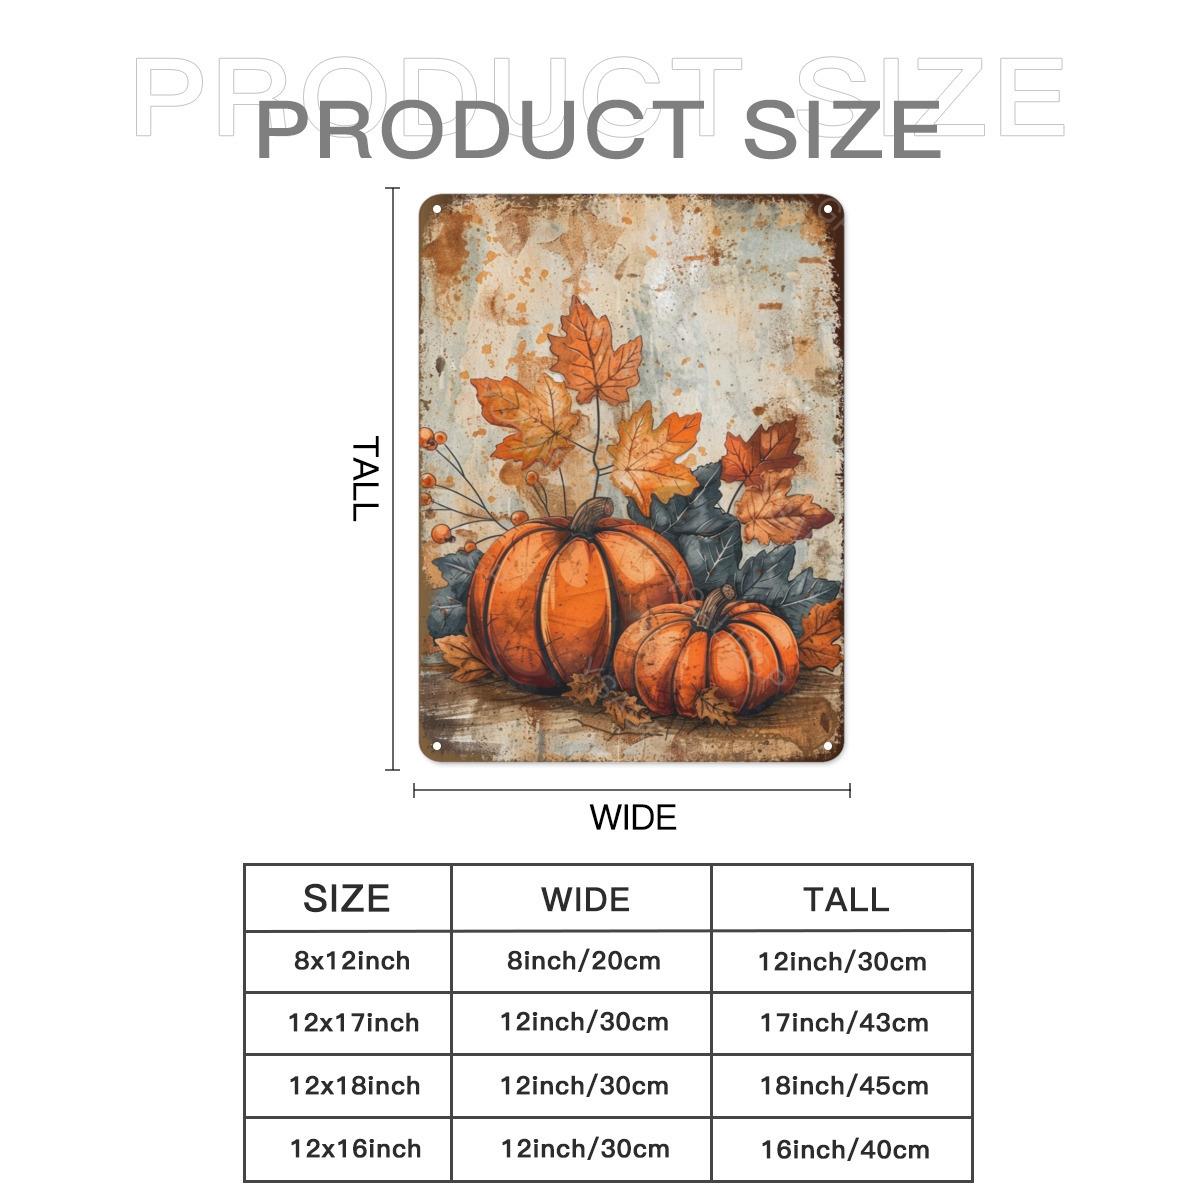 PRODUCT SIZE
PRODUCT SIZE
TALL
WIDE
SIZE WIDE TALL
8x12inch 8inch/20cm 12inch/30cm
12x17inch 12inch/30cm 17inch/43cm
12x18inch 12inch/30cm 18inch/45cm
12x16inch 12inch/30cm 16inch/40cm